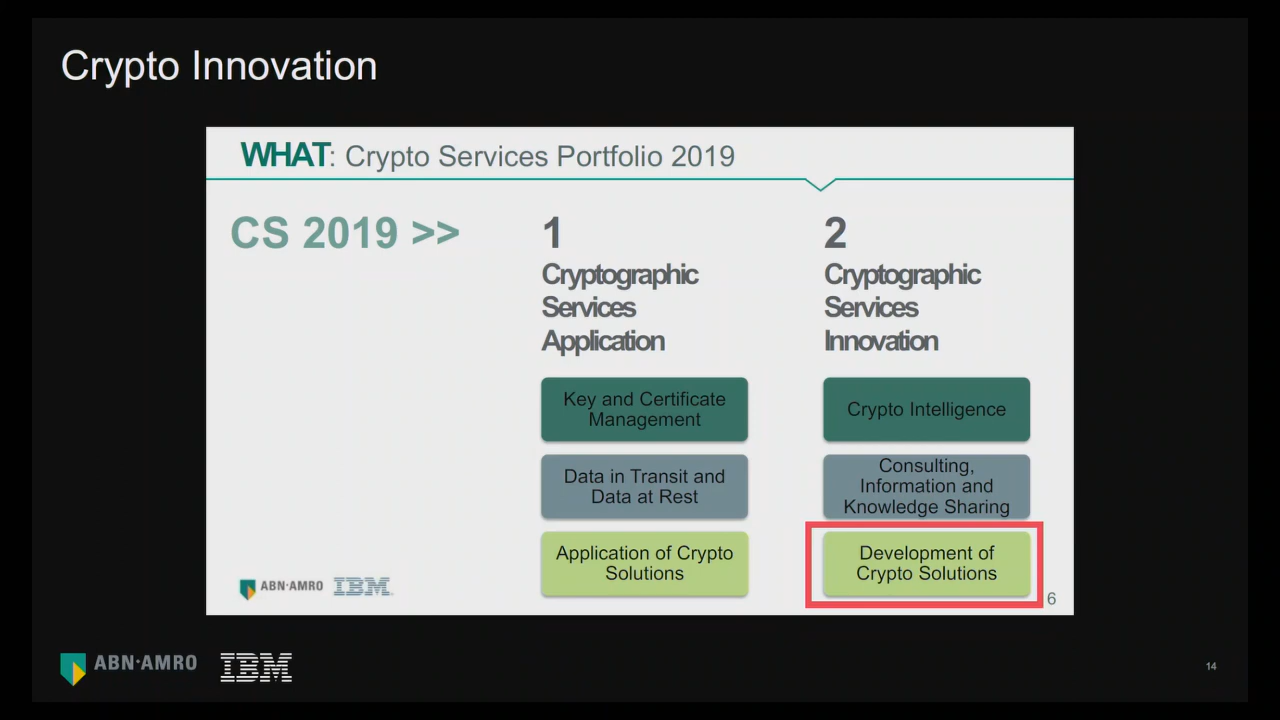 Crypto Innovation
WHAT: Crypto Services Portfolio 2019
CS 2019 >>
1
Cryptographic
Services
Application
Key and Certificate
Management
Data in Transit and
Data at Rest
Application of Crypto
Solutions
2
Cryptographic
Services
Innovation
Crypto Intelligence
Consulting,
Information and
Knowledge Sharing
Development of
Crypto Solutions
ABN·AMRO IBM
6
ABN·AMRO IBM
14